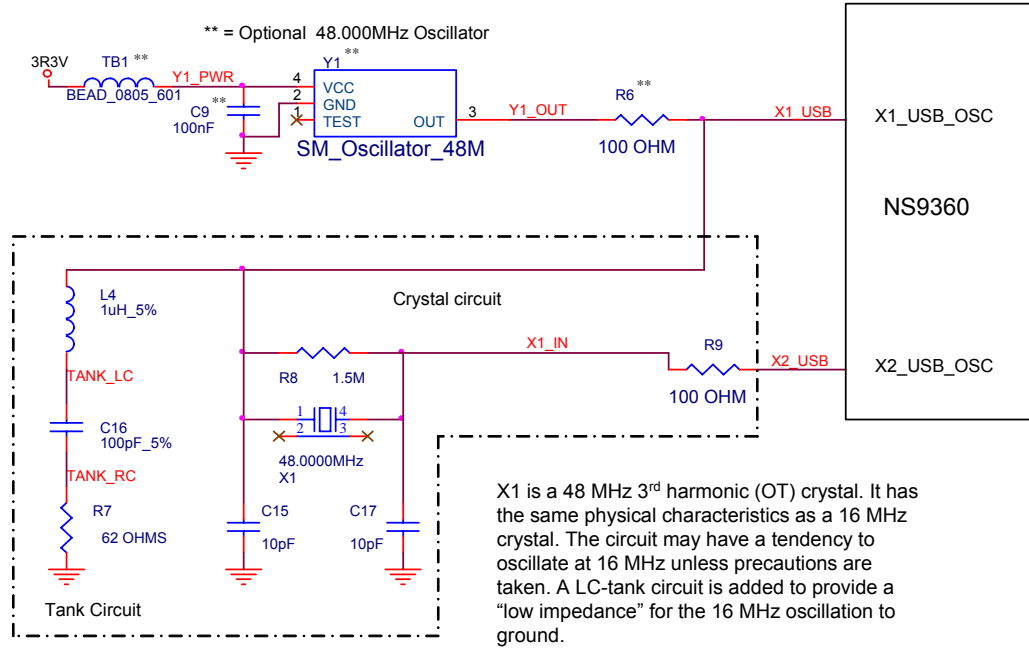 ** = Optional 48.000MHz Oscillator
3R3V
TB1 **
Y1_PWR
BEAD_0805_601
C9 **
100nF
Y1 **
4
2
1
VCC
GND
TEST
OUT
3
SM_Oscillator_48M
Y1_OUT
R6 **
100 OHM
X1_USB
X1_USB_OSC
NS9360
X2_USB_OSC
Crystal circuit
L4
1uH_5%
TANK_LC
C16
100pF_5%
TANK_RC
R7
62 OHMS
Tank Circuit
R8
1.5M
1
2
4
3
48.0000MHz
X1
C15
10pF
C17
10pF
X1_IN
R9
100 OHM
X2_USB
X1 is a 48 MHz 3rd harmonic (OT) crystal. It has
the same physical characteristics as a 16 MHz
crystal. The circuit may have a tendency to
oscillate at 16 MHz unless precautions are
taken. A LC-tank circuit is added to provide a
“low impedance” for the 16 MHz oscillation to
ground.